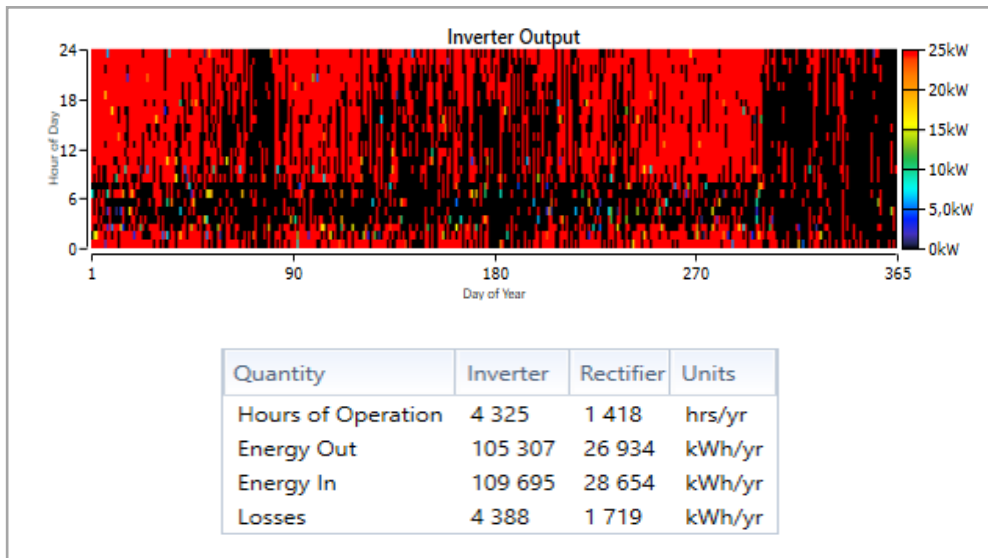 Inverter Output
24
18
12
6
0
Hour of Day
1 90 180 270 365
Day of Year
25kW
20kW
15kW
10kW
5,0kW
0kW
Quantity Inverter Rectifier Units
Hours of Operation 4 325 1 418 hrs/yr
Energy Out 105 307 26 934 kWh/yr
Energy In 109 695 28 654 kWh/yr
Losses 4 388 1 719 kWh/yr